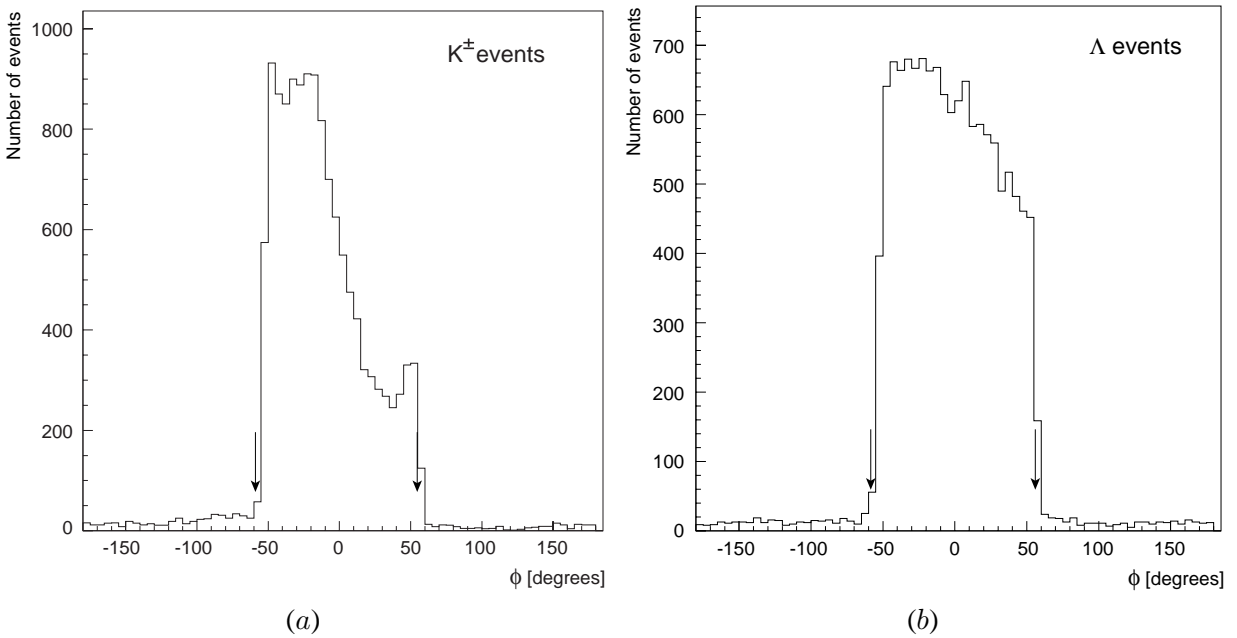 Number of events
1000
800
600
400
200
0
K± events
-150 -100 -50 0 50 100 150
ϕ [degrees]
(a)
Number of events
700
600
500
400
300
200
100
0
Λ events
-150 -100 -50 0 50 100 150
ϕ [degrees]
(b)